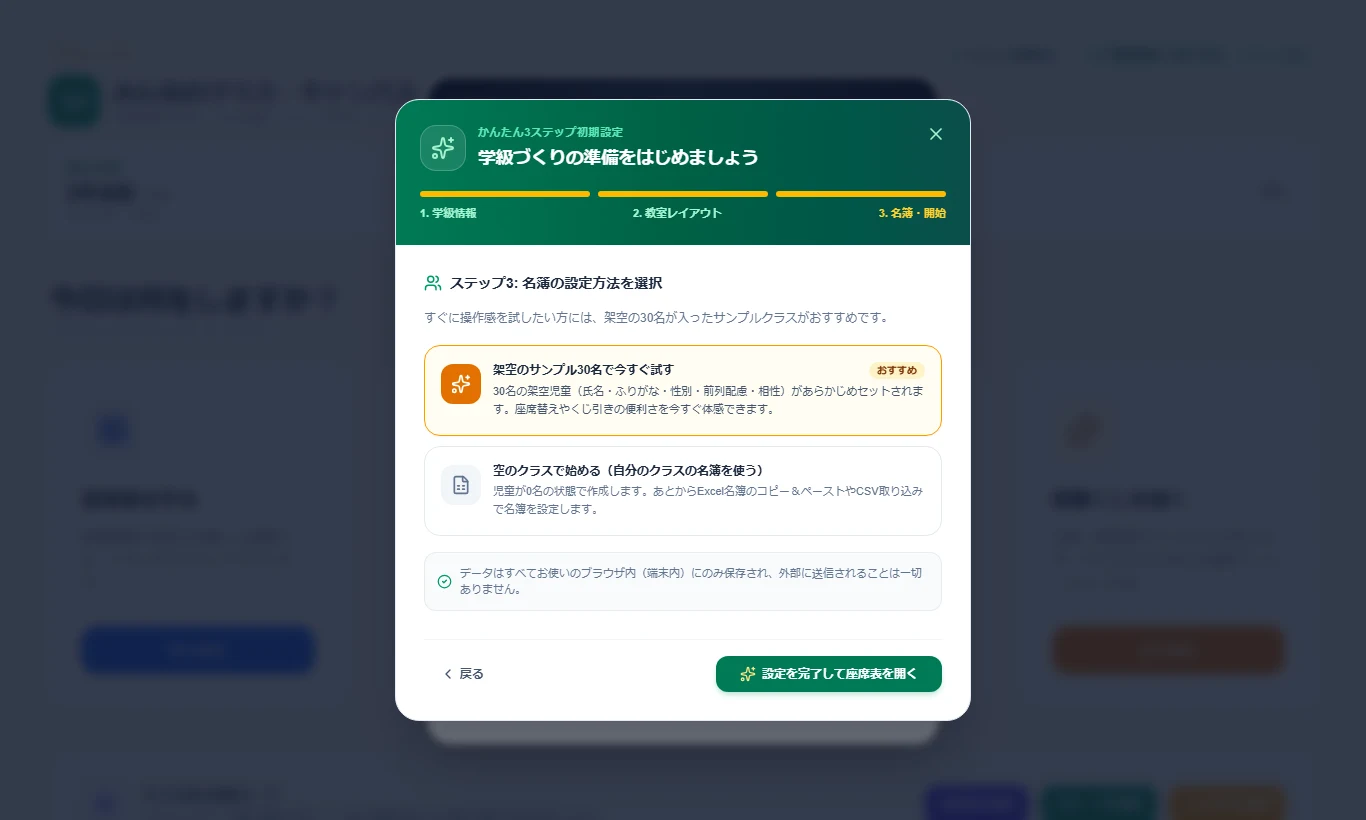 かんたん3ステップ初期設定
学級づくりの準備をはじめましょう
1. 学級情報
2. 教室レイアウト
3. 名簿・開始
ステップ3: 名簿の設定方法を選択
すぐに操作感を試したい方には、架空の30名が入ったサンプルクラスがおすすめです。
架空のサンプル30名で今すぐ試す
おすすめ
30名の架空児童（氏名・ふりがな・性別・前列配慮・相性）があらかじめセットされま
す。座席替えやくじ引きの便利さを今すぐ体感できます。
空のクラスで始める（自分のクラスの名簿を使う）
児童が0名の状態で作成します。あとからExcel名簿のコピー＆ペーストやCSV取り込み
で名簿を設定します。
データはすべてお使いのブラウザ内（端末内）にのみ保存され、外部に送信されることは一切
ありません。
戻る
設定を完了して座席表を開く